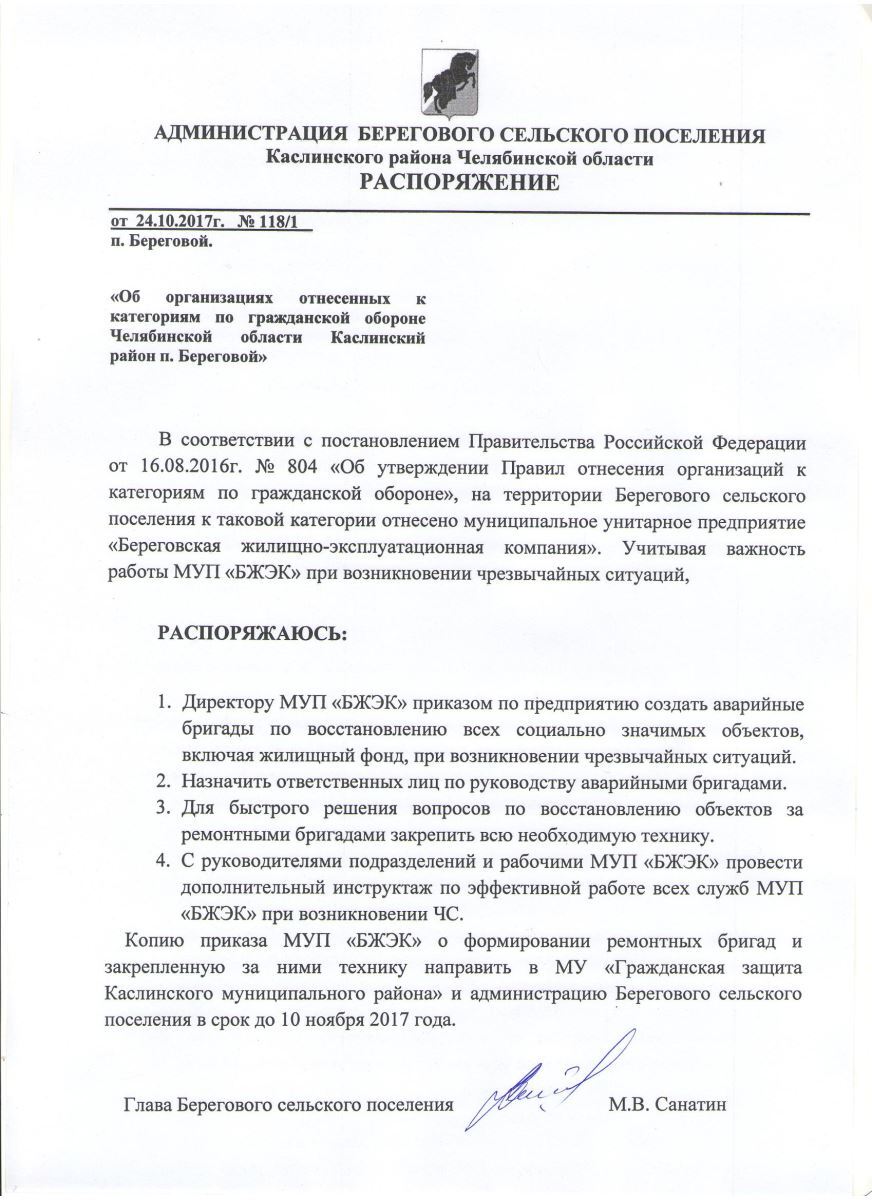 АДМИНИСТРАЦИЯ БЕРЕГОВОГО СЕЛЬСКОГО ПОСЕЛЕНИЯ
Каслинского района Челябинской области
РАСПОРЯЖЕНИЕ
от 24.10.2017г. № 118/1
п. Береговой.
«Об организациях отнесенных к
категориям по гражданской обороне
Челябинской области Каслинский
район п. Береговой»
В соответствии с постановлением Правительства Российской Федерации
от 16.08.2016г. № 804 «Об утверждении Правил отнесения организаций к
категориям по гражданской обороне», на территории Берегового сельского
поселения к таковой категории отнесено муниципальное унитарное предприятие
«Береговская жилищно-эксплуатационная компания». Учитывая важность
работы МУП «БЖЭК» при возникновении чрезвычайных ситуаций,
РАСПОРЯЖАЮСЬ:
1. Директору МУП «БЖЭК» приказом по предприятию создать аварийные
бригады по восстановлению всех социально значимых объектов,
включая жилищный фонд, при возникновении чрезвычайных ситуаций.
2. Назначить ответственных лиц по руководству аварийными бригадами.
3. Для быстрого решения вопросов по восстановлению объектов за
ремонтными бригадами закрепить всю необходимую технику.
4. С руководителями подразделений и рабочими МУП «БЖЭК» провести
дополнительный инструктаж по эффективной работе всех служб МУП
«БЖЭК» при возникновении ЧС.
Копию приказа МУП «БЖЭК» о формировании ремонтных бригад и
закрепленную за ними технику направить в МУ «Гражданская защита
Каслинского муниципального района» и администрацию Берегового сельского
поселения в срок до 10 ноября 2017 года.
Глава Берегового сельского поселения М.В. Санатин